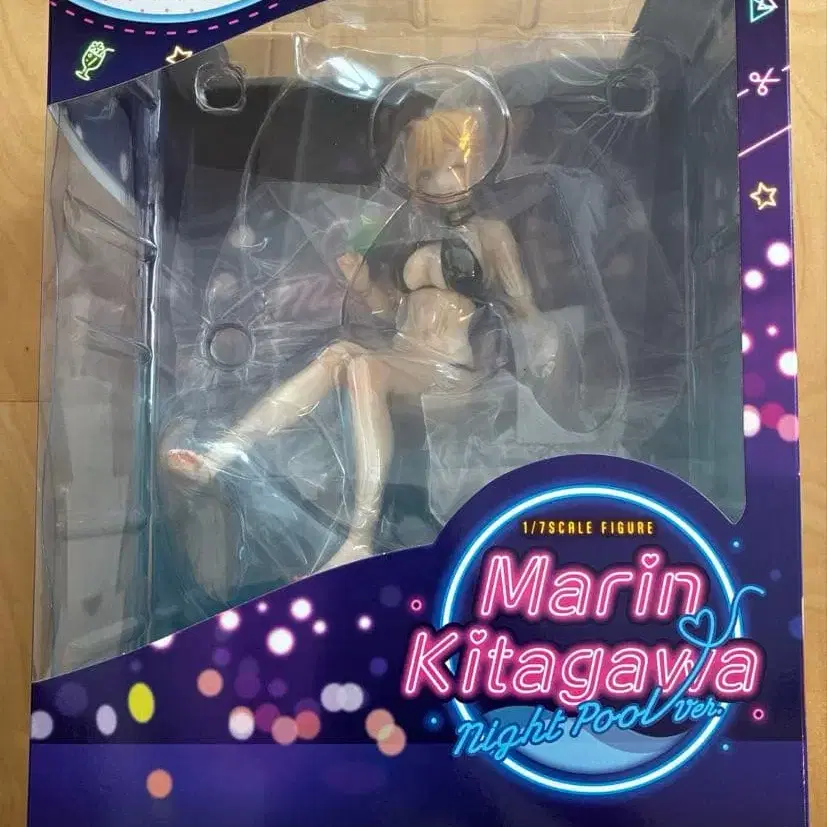 1/7SCALE FIGURE
Marin
Kitagawa
Night Pool ver.